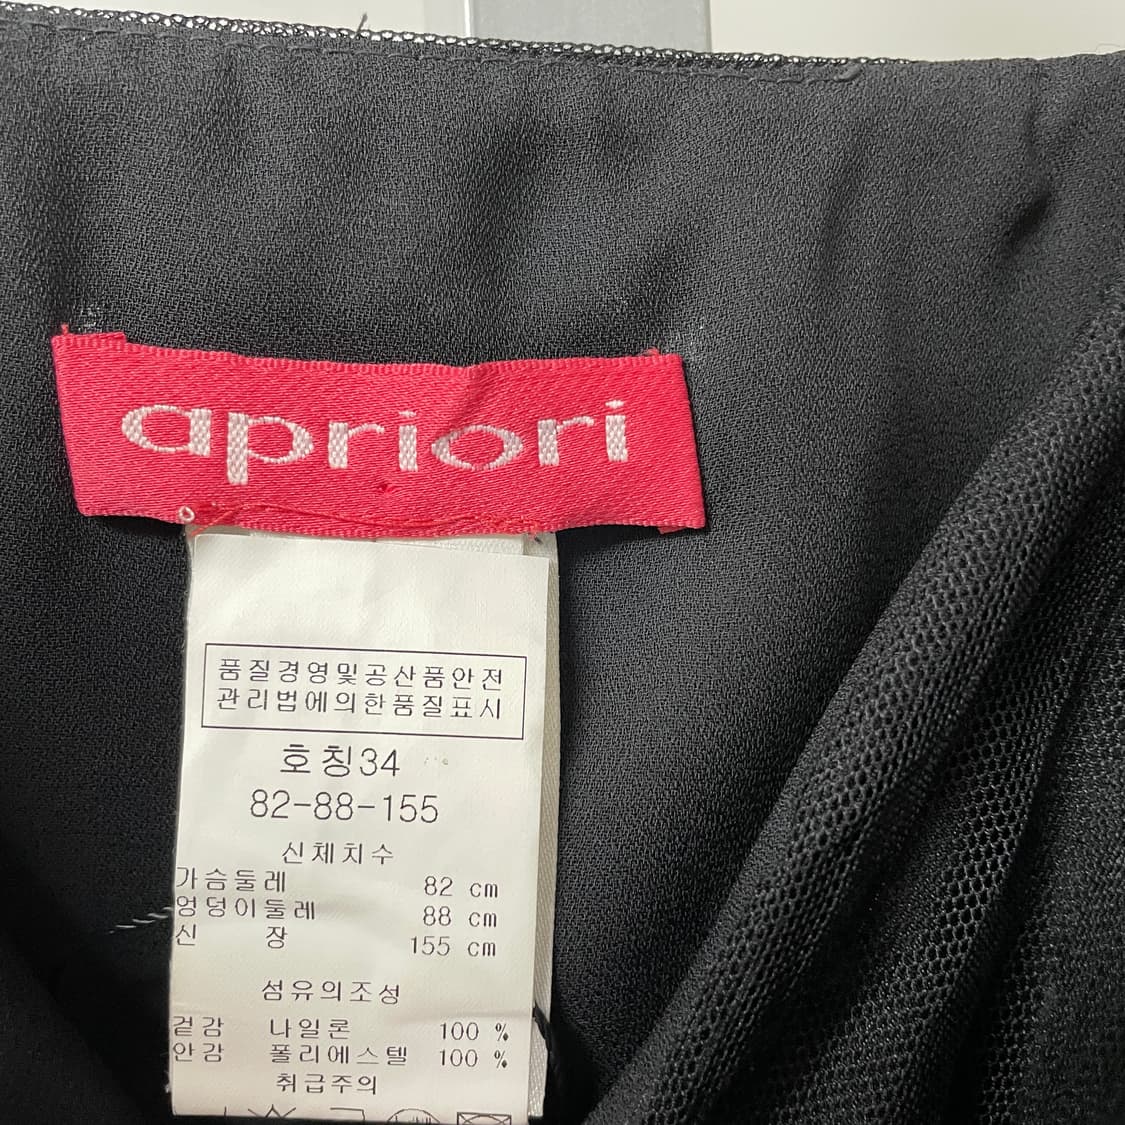 apriori
품질경영및공산품안전
관리법에의한품질표시
호칭34
82-88-155
신체치수
가슴둘레 82 cm
엉덩이둘레 88 cm
신 장 155 cm
섬유의조성
겉감 나일론 100 %
안감 폴리에스텔 100 %
취급주의